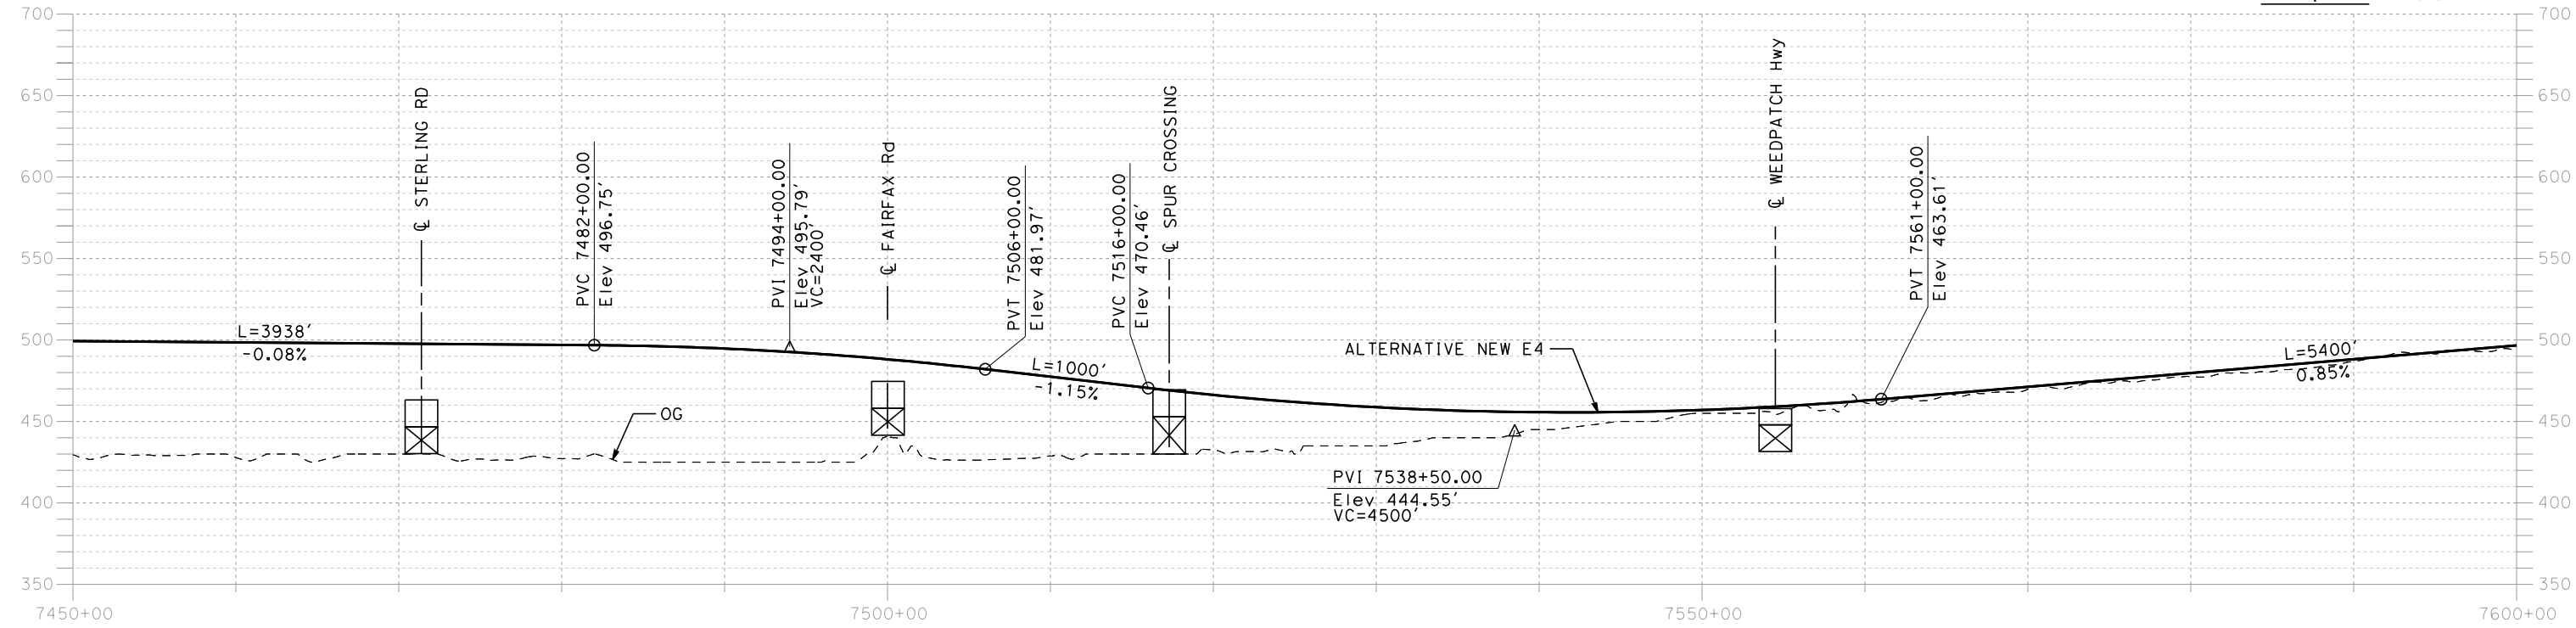 700
700
650
650
600
600
550
550
500
500
450
450
400
400
350
350
℄ STERLING RD
PVC 7482+00.00
Elev 496.75'
PVI 7494+00.00
Elev 495.79'
VC=2400'
℄ FAIRFAX Rd
PVT 7506+00.00
Elev 481.97'
PVC 7516+00.00
Elev 470.46'
℄ SPUR CROSSING
℄ WEEDPATCH Hwy
PVT 7561+00.00
Elev 463.61'
L=3938'
-0.08%
L=1000'
-1.15%
ALTERNATIVE NEW E4
L=5400'
0.85%
OG
PVI 7538+50.00
Elev 444.55'
VC=4500'
7450+00
7500+00
7550+00
7600+00